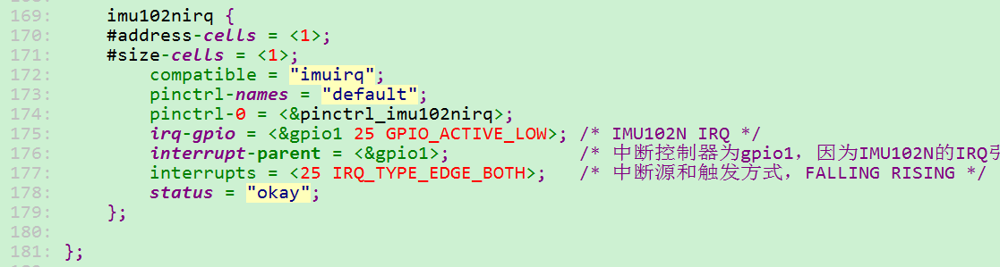 169:     imu102nirq {
170:     #address-cells = <1>;
171:     #size-cells = <1>;
172:         compatible = "imuirq";
173:         pinctrl-names = "default";
174:         pinctrl-0 = <&pinctrl_imu102nirq>;
175:         irq-gpio = <&gpio1 25 GPIO_ACTIVE_LOW>; /* IMU102N IRQ */
176:         interrupt-parent = <&gpio1>;            /* 中断控制器为gpio1，因为IMU102N的IRQ引
177:         interrupts = <25 IRQ_TYPE_EDGE_BOTH>;   /* 中断源和触发方式，FALLING RISING */
178:         status = "okay";
179:     };
180:
181: };